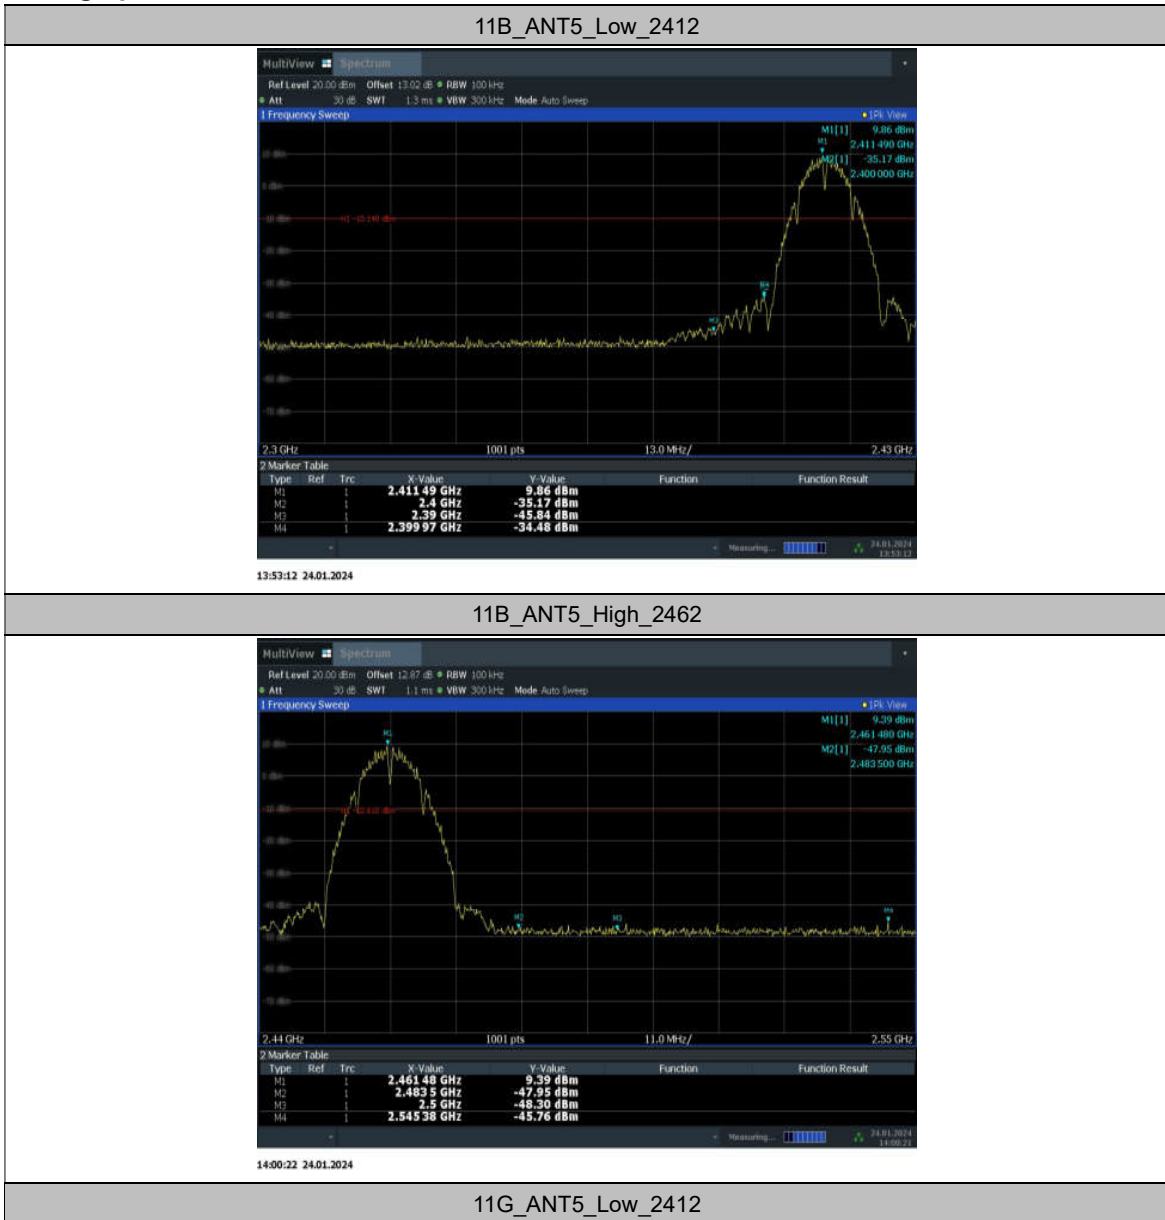 11B_ANT5_Low_2412
MultiView Spectrum
Ref Level 20.00 dBm Offset 13.02 dB RBW 100 kHz
Att 30 dB SWT 1.3 ms VBW 300 kHz Mode Auto Sweep
1 Frequency Sweep 1Pk View
M1[1] 9.86 dBm
2.411 490 GHz
M2[1] -35.17 dBm
2.400 000 GHz
M1
M4
M3
2.3 GHz 1001 pts 13.0 MHz/ 2.43 GHz
2 Marker Table
Type Ref Trc X-Value Y-Value Function Function Result
M1 1 2.411 49 GHz 9.86 dBm
M2 1 2.4 GHz -35.17 dBm
M3 1 2.39 GHz -45.84 dBm
M4 1 2.399 97 GHz -34.48 dBm
Measuring... 24.01.2024
13:53:12
13:53:12 24.01.2024
11B_ANT5_High_2462
MultiView Spectrum
Ref Level 20.00 dBm Offset 12.87 dB RBW 100 kHz
Att 30 dB SWT 1.1 ms VBW 300 kHz Mode Auto Sweep
1 Frequency Sweep 1Pk View
M1[1] 9.39 dBm
2.461 480 GHz
M2[1] -47.95 dBm
2.483 500 GHz
M1
M2 M3 M4
2.44 GHz 1001 pts 11.0 MHz/ 2.55 GHz
2 Marker Table
Type Ref Trc X-Value Y-Value Function Function Result
M1 1 2.461 48 GHz 9.39 dBm
M2 1 2.483 5 GHz -47.95 dBm
M3 1 2.5 GHz -48.30 dBm
M4 1 2.545 38 GHz -45.76 dBm
Measuring... 24.01.2024
14:00:21
14:00:22 24.01.2024
11G_ANT5_Low_2412